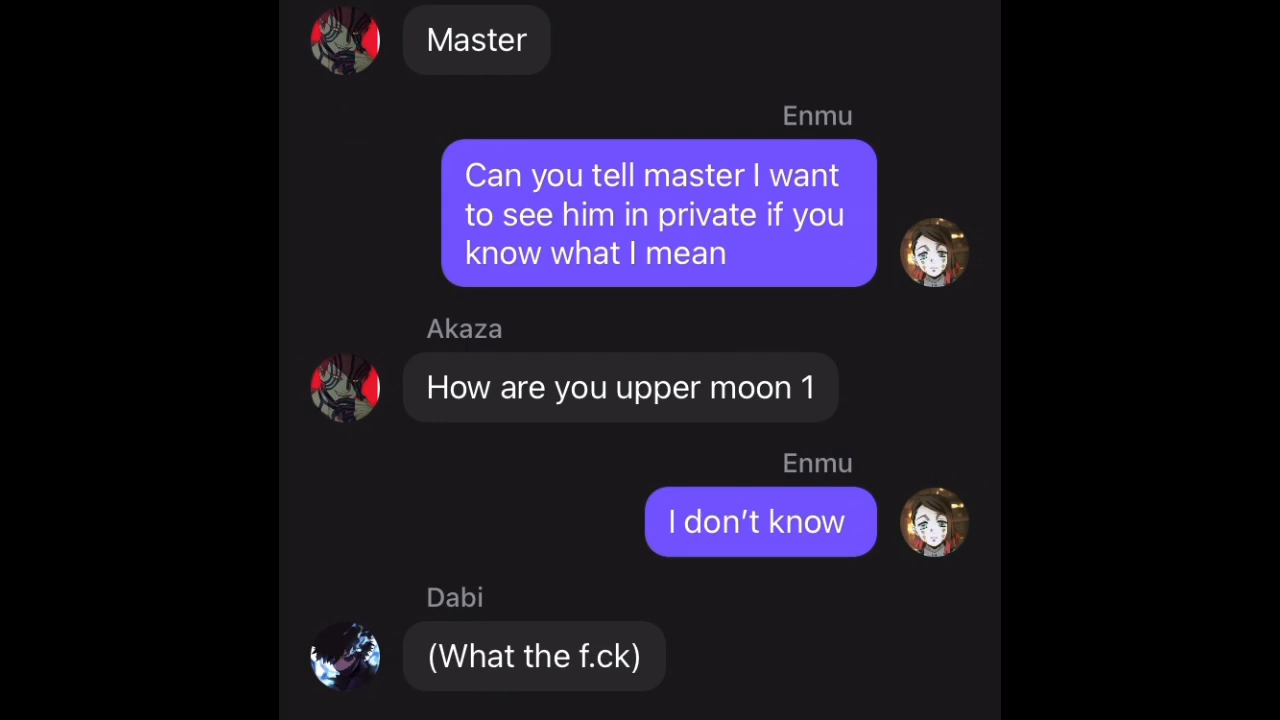 Master
Enmu
Can you tell master I want
to see him in private if you
know what I mean
Akaza
How are you upper moon 1
Enmu
I don’t know
Dabi
(What the f.ck)